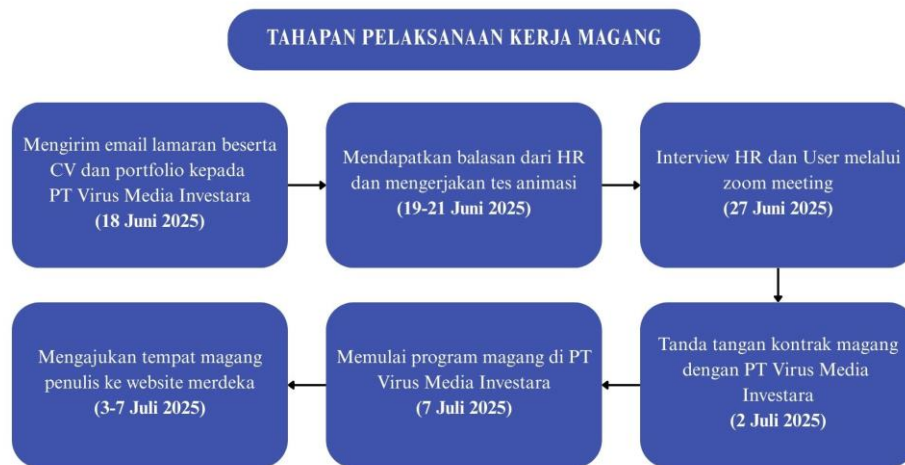 TAHAPAN PELAKSANAAN KERJA MAGANG
Mengirim email lamaran beserta
CV dan portfolio kepada
PT Virus Media Investara
(18 Juni 2025)
Mendapatkan balasan dari HR
dan mengerjakan tes animasi
(19-21 Juni 2025)
Interview HR dan User melalui
zoom meeting
(27 Juni 2025)
Tanda tangan kontrak magang
dengan PT Virus Media
Investara
(2 Juli 2025)
Memulai program magang di PT
Virus Media Investara
(7 Juli 2025)
Mengajukan tempat magang
penulis ke website merdeka
(3-7 Juli 2025)